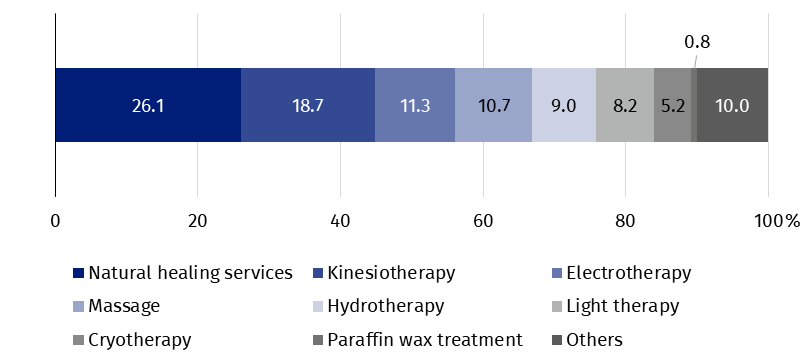 0.8
26.1 18.7 11.3 10.7 9.0 8.2 5.2 10.0
0 20 40 60 80 100%
Natural healing services Kinesiotherapy Electrotherapy
Massage Hydrotherapy Light therapy
Cryotherapy Paraffin wax treatment Others